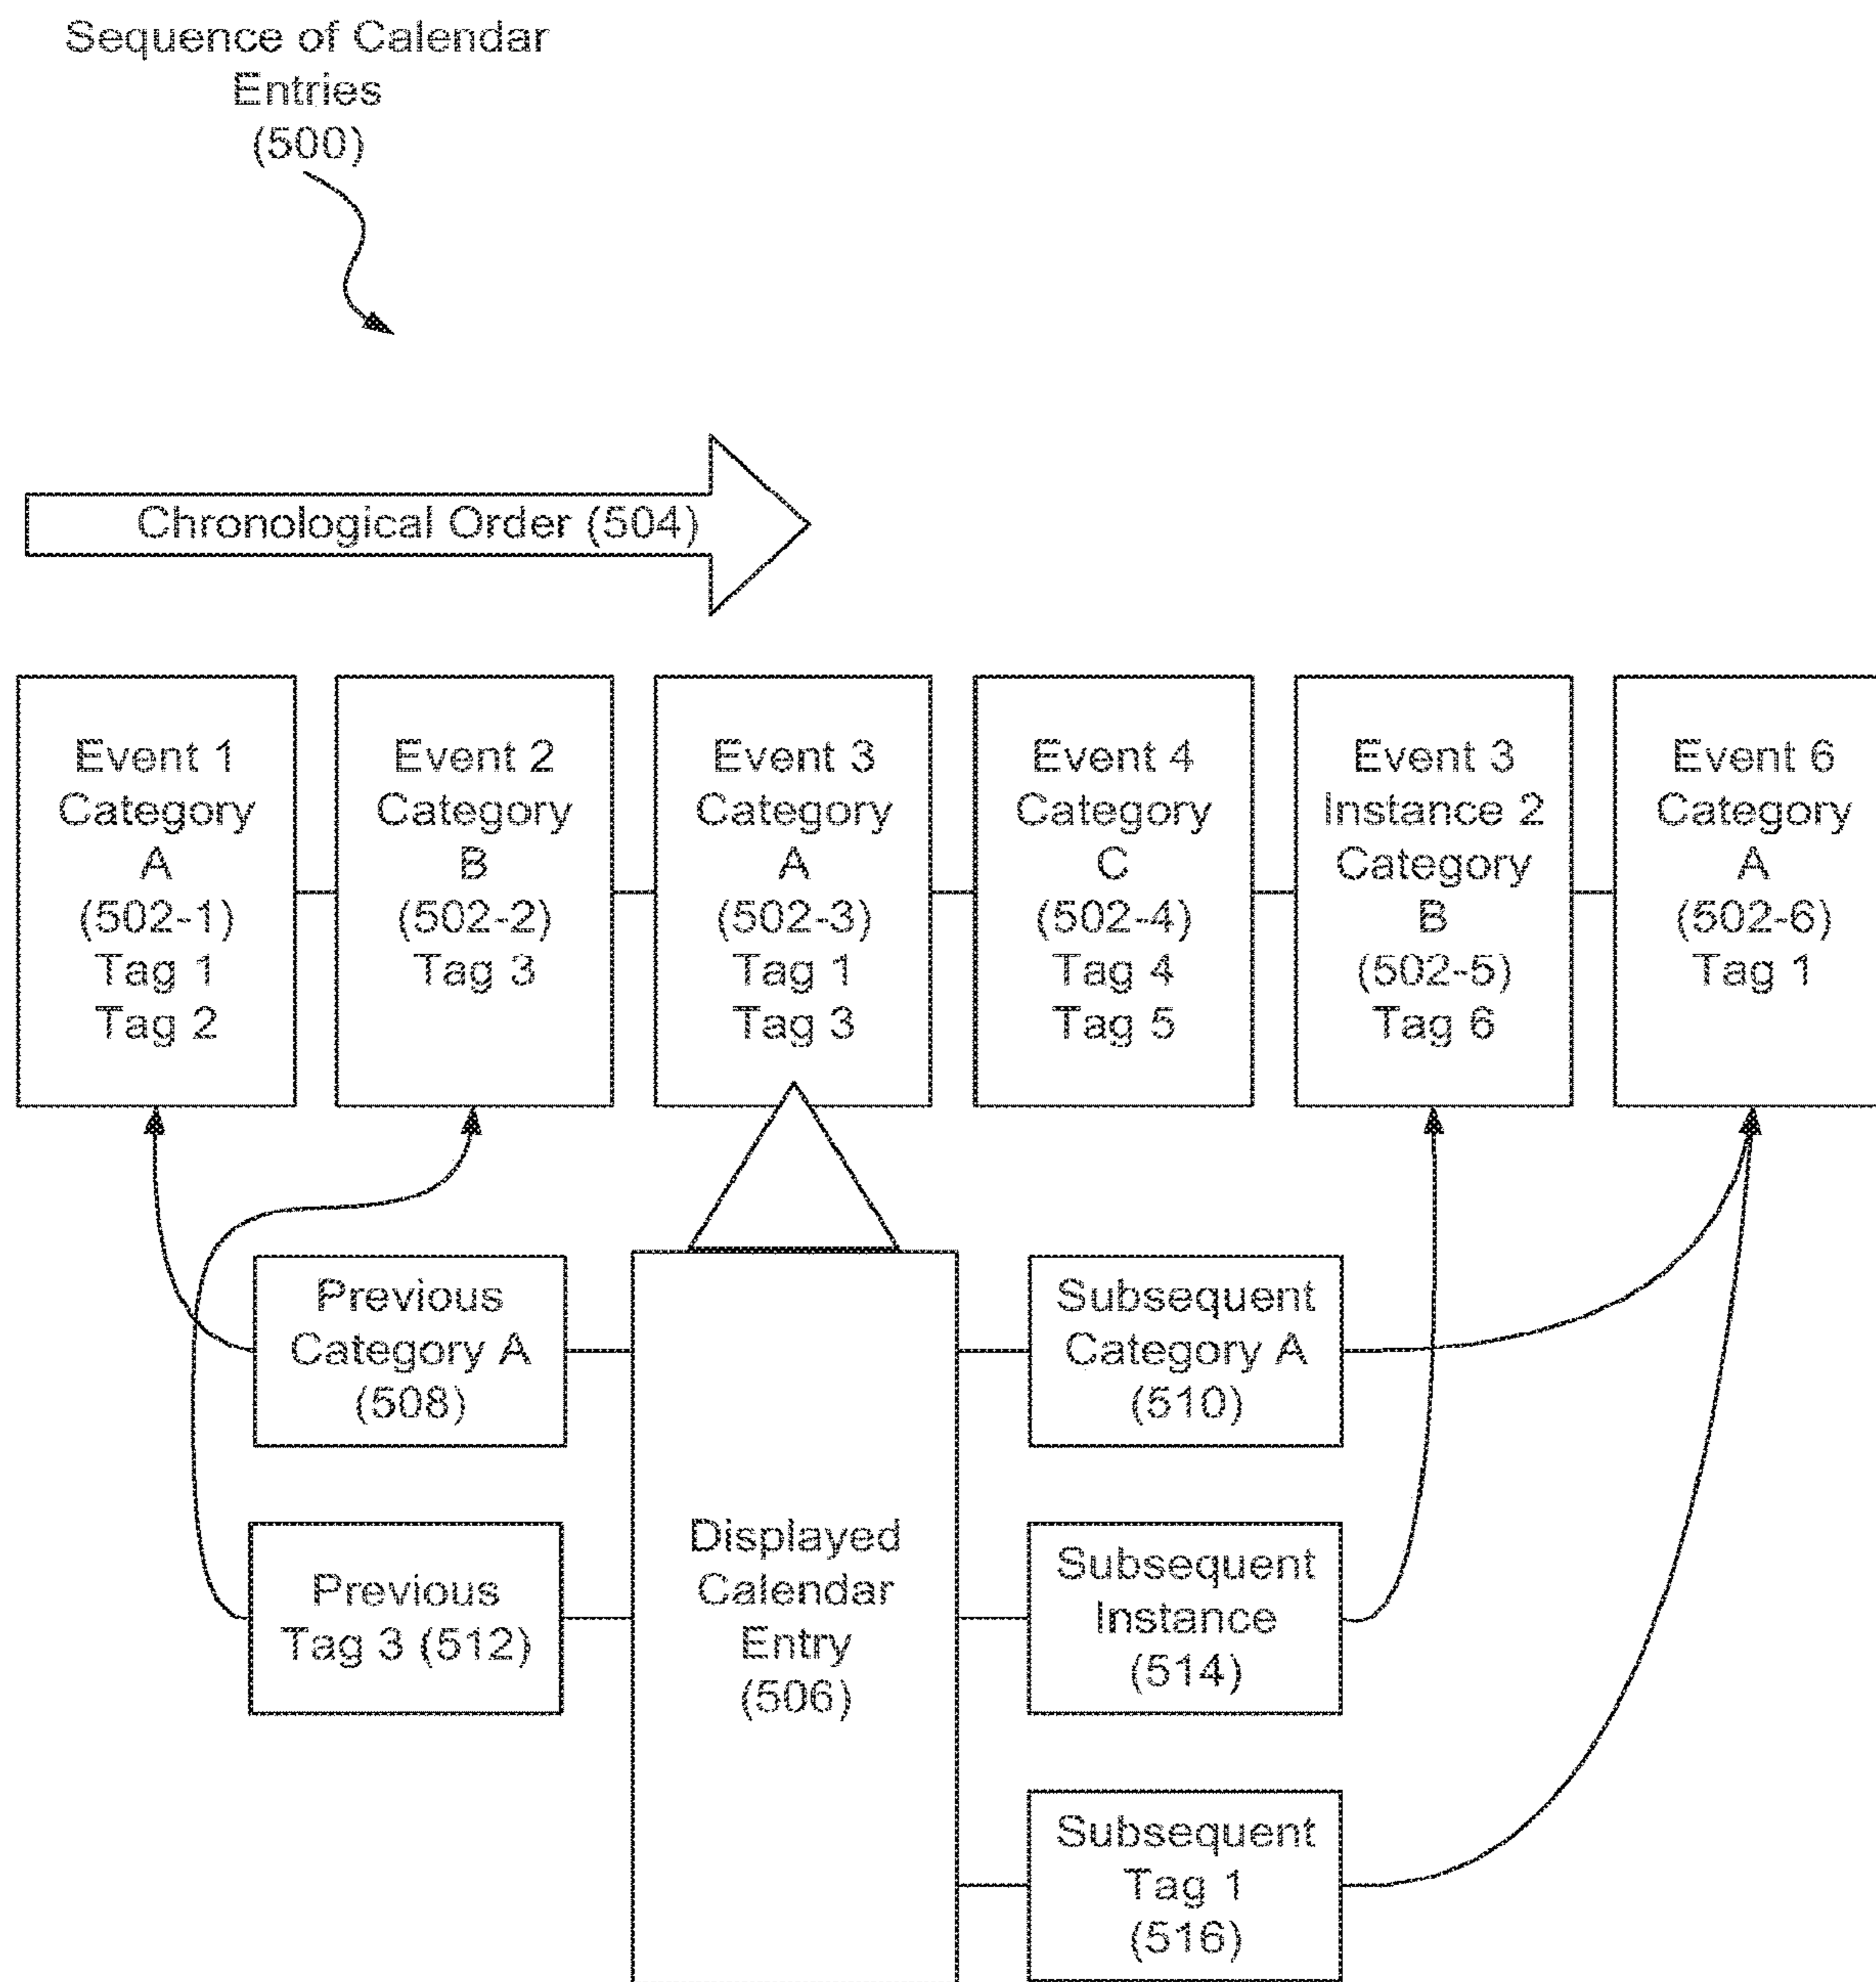 Sequence of Calendar
Entries
(500)
Chronological Order (504)
Event 1
Category
A
(502-1)
Tag 1
Tag 2
Event 2
Category
B
(502-2)
Tag 3
Event 3
Category
A
(502-3)
Tag 1
Tag 3
Event 4
Category
C
(502-4)
Tag 4
Tag 5
Event 3
Instance 2
Category
B
(502-5)
Tag 6
Event 6
Category
A
(502-6)
Tag 1
Previous
Category A
(508)
Previous
Tag 3 (512)
Displayed
Calendar
Entry
(506)
Subsequent
Category A
(510)
Subsequent
Instance
(514)
Subsequent
Tag 1
(516)